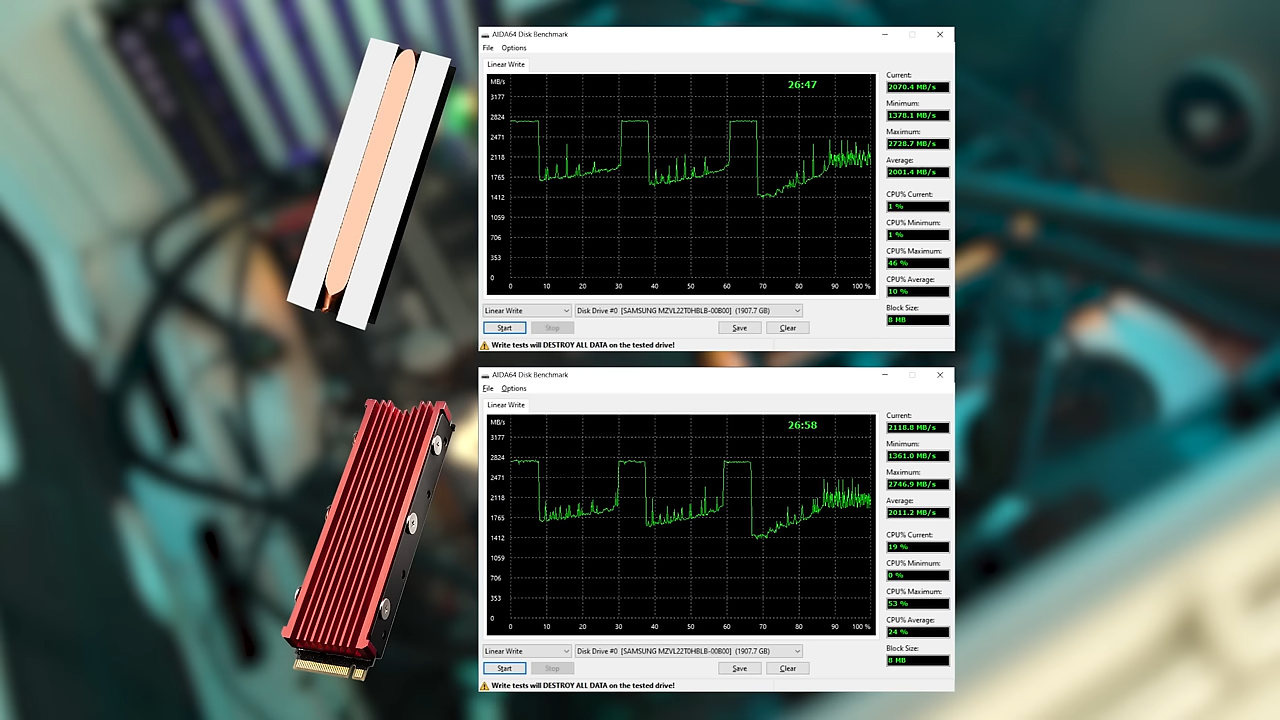 AIDA64 Disk Benchmark
File Options
Linear Write
MB/s
3177
2824
2471
2118
1765
1412
1059
706
353
0
26:47
0 10 20 30 40 50 60 70 80 90 100 %
Current:
2070.4 MB/s
Minimum:
1378.1 MB/s
Maximum:
2728.7 MB/s
Average:
2001.4 MB/s
CPU% Current:
1 %
CPU% Minimum:
1 %
CPU% Maximum:
46 %
CPU% Average:
10 %
Block Size:
8 MB
Linear Write Disk Drive #0 [SAMSUNG MZVL22T0HBLB-00B00] (1907.7 GB)
Start Stop Save Clear
Write tests will DESTROY ALL DATA on the tested drive!
AIDA64 Disk Benchmark
File Options
Linear Write
MB/s
3177
2824
2471
2118
1765
1412
1059
706
353
0
26:58
0 10 20 30 40 50 60 70 80 90 100 %
Current:
2118.8 MB/s
Minimum:
1361.0 MB/s
Maximum:
2746.9 MB/s
Average:
2011.2 MB/s
CPU% Current:
19 %
CPU% Minimum:
0 %
CPU% Maximum:
53 %
CPU% Average:
24 %
Block Size:
8 MB
Linear Write Disk Drive #0 [SAMSUNG MZVL22T0HBLB-00B00] (1907.7 GB)
Start Stop Save Clear
Write tests will DESTROY ALL DATA on the tested drive!